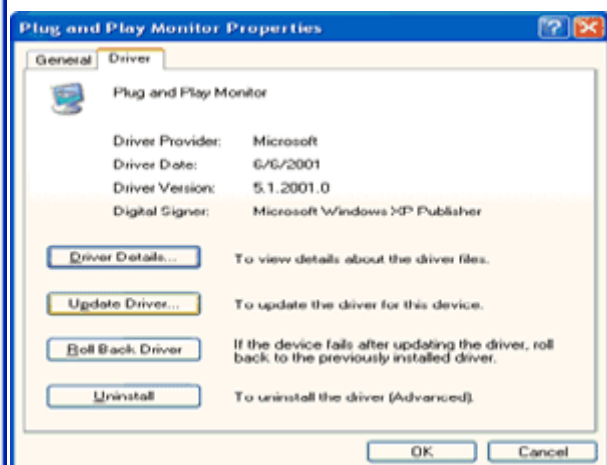 Plug and Play Monitor Properties
General Driver
Plug and Play Monitor
Driver Provider: Microsoft
Driver Date: 6/6/2001
Driver Version: 5.1.2001.0
Digital Signer: Microsoft Windows XP Publisher
Driver Details... To view details about the driver files.
Update Driver... To update the driver for this device.
Roll Back Driver If the device fails after updating the driver, roll
back to the previously installed driver.
Uninstall To uninstall the driver (Advanced).
OK Cancel